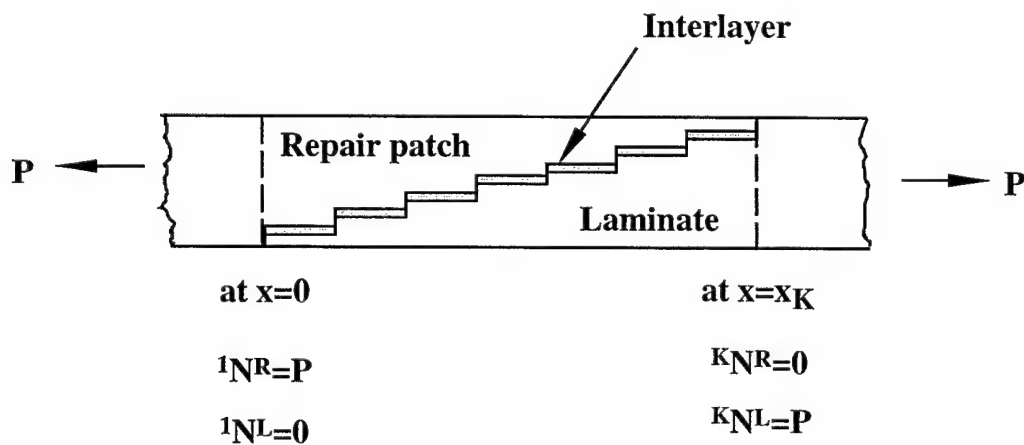 Interlayer
Repair patch
P
P
Laminate
at x=0
at x=xK
¹Nᴿ=P
ᴷNᴿ=0
¹Nᴸ=0
ᴷNᴸ=P